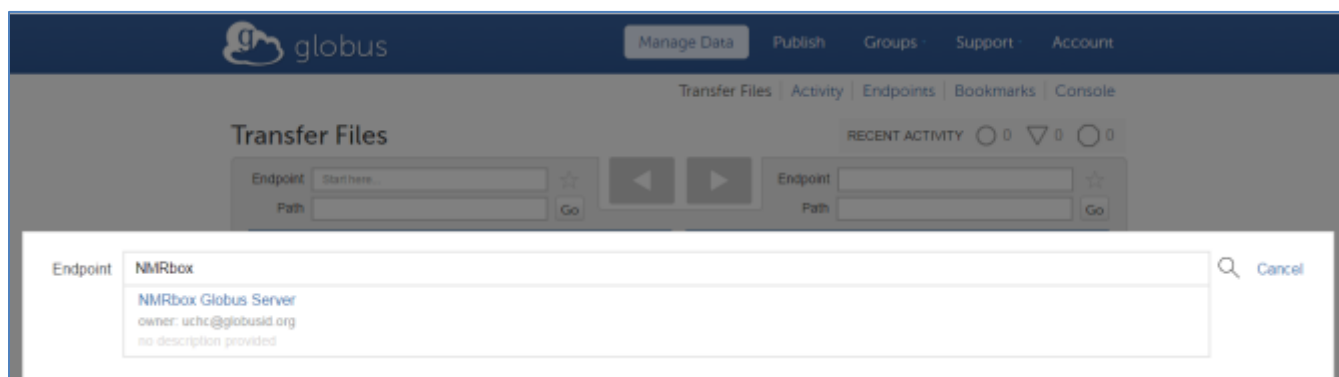 globus
Manage Data Publish Groups Support Account
Transfer Files Activity Endpoints Bookmarks Console
Transfer Files
RECENT ACTIVITY 0 0 0
Endpoint Start here... Endpoint
Path Go Path Go
Endpoint NMRbox Cancel
NMRbox Globus Server
owner: uchc@globusid.org
no description provided